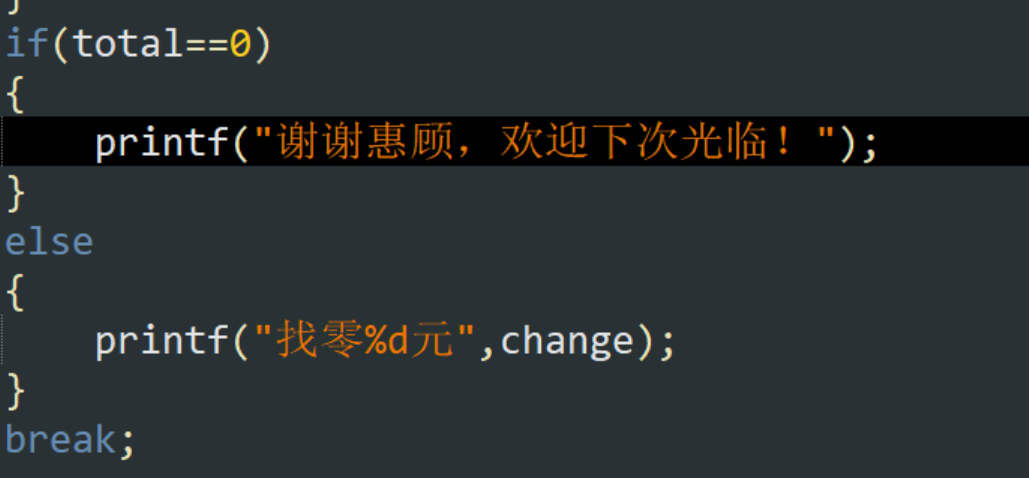 }
if(total==0)
{
printf("谢谢惠顾，欢迎下次光临！");
}
else
{
printf("找零%d元",change);
}
break;